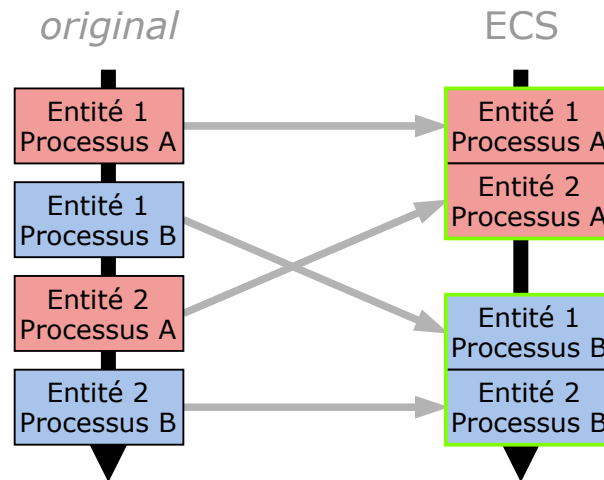 original
Entité 1
Processus A
Entité 1
Processus B
Entité 2
Processus A
Entité 2
Processus B
ECS
Entité 1
Processus A
Entité 2
Processus A
Entité 1
Processus B
Entité 2
Processus B